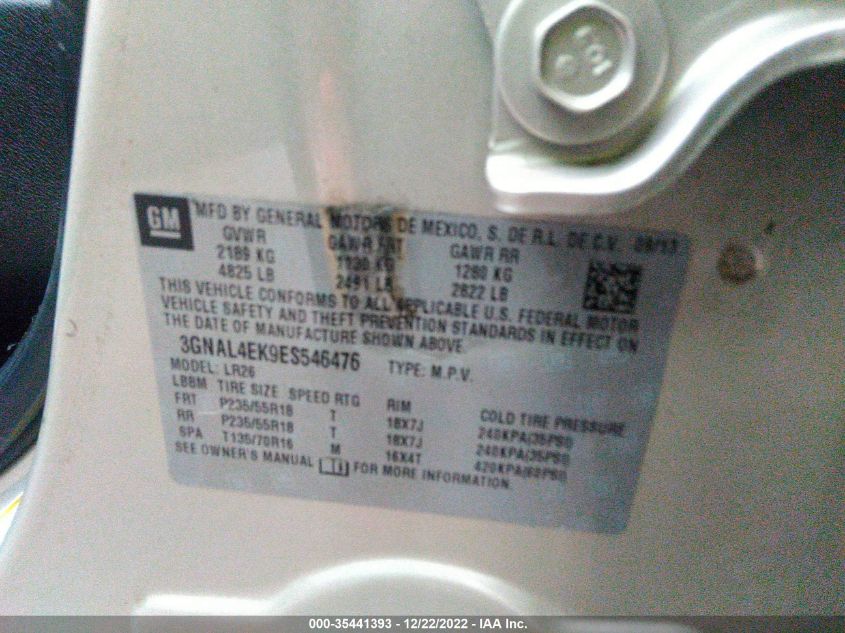 GM
MFD BY GENERAL MOTORS DE MEXICO, S. DE R.L. DE C.V. 09/13
GVWR GAWR FRT GAWR RR
2189 KG 1130 KG 1280 KG
4825 LB 2491 LB 2822 LB
THIS VEHICLE CONFORMS TO ALL APPLICABLE U.S. FEDERAL MOTOR
VEHICLE SAFETY AND THEFT PREVENTION STANDARDS IN EFFECT ON
THE DATE OF MANUFACTURE SHOWN ABOVE
3GNAL4EK9ES546476 TYPE: M.P.V.
MODEL: LR26
LBBM TIRE SIZE SPEED RTG RIM COLD TIRE PRESSURE
FRT P235/55R18 T 18X7J 240KPA(35PSI)
RR P235/55R18 T 18X7J 240KPA(35PSI)
SPA T135/70R16 M 16X4T 420KPA(60PSI)
SEE OWNER'S MANUAL FOR MORE INFORMATION.
000-35441393 - 12/22/2022 - IAA Inc.